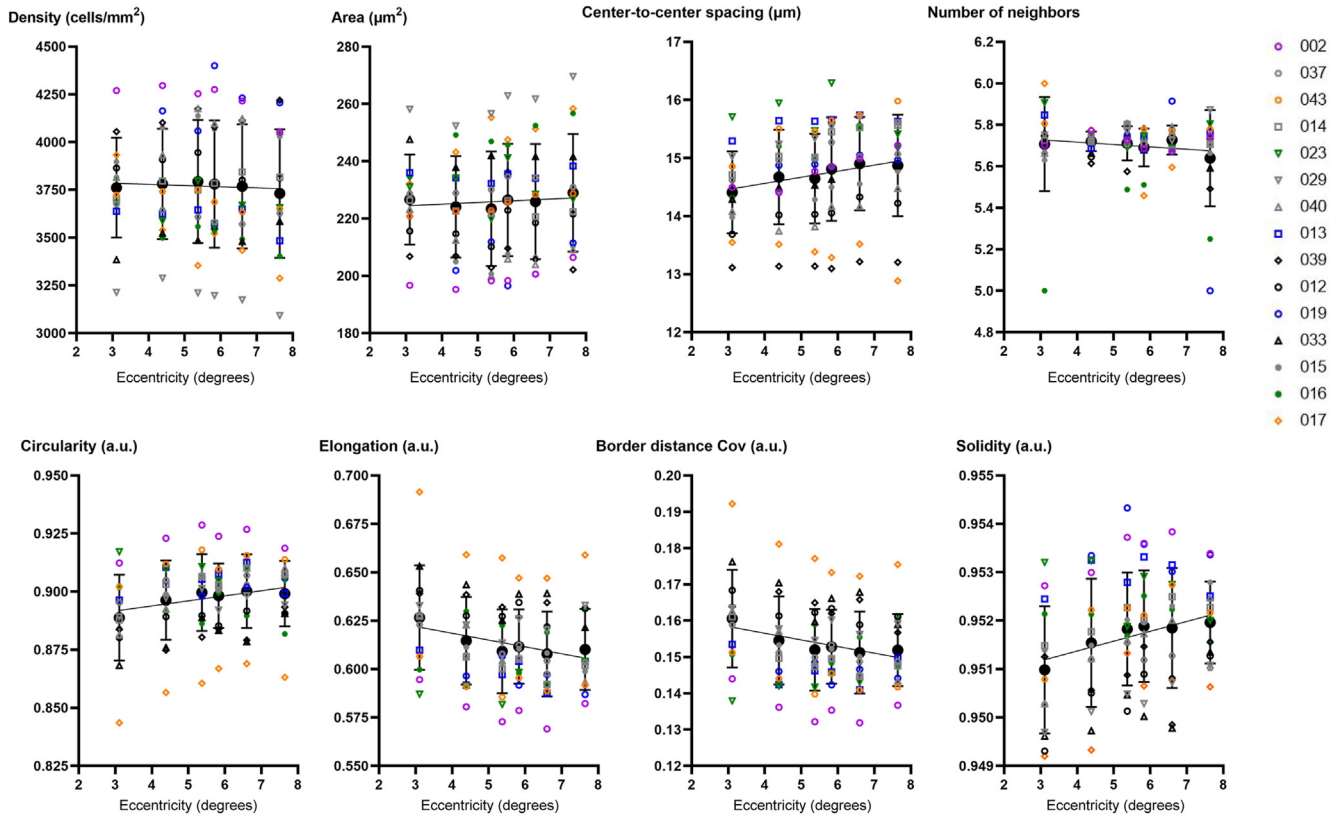 Density (cells/mm²)
Area (µm²)
Center-to-center spacing (µm)
Number of neighbors
4500
4250
4000
3750
3500
3250
3000
2 3 4 5 6 7 8
Eccentricity (degrees)
280
260
240
220
200
180
2 3 4 5 6 7 8
Eccentricity (degrees)
17
16
15
14
13
12
2 3 4 5 6 7 8
Eccentricity (degrees)
6.2
6.0
5.8
5.6
5.4
5.2
5.0
4.8
2 3 4 5 6 7 8
Eccentricity (degrees)
002
037
043
014
023
029
040
013
039
012
019
033
015
016
017
Circularity (a.u.)
Elongation (a.u.)
Border distance Cov (a.u.)
Solidity (a.u.)
0.950
0.925
0.900
0.875
0.850
0.825
2 3 4 5 6 7 8
Eccentricity (degrees)
0.700
0.675
0.650
0.625
0.600
0.575
0.550
2 3 4 5 6 7 8
Eccentricity (degrees)
0.20
0.19
0.18
0.17
0.16
0.15
0.14
0.13
0.12
2 3 4 5 6 7 8
Eccentricity (degrees)
0.955
0.954
0.953
0.952
0.951
0.950
0.949
2 3 4 5 6 7 8
Eccentricity (degrees)